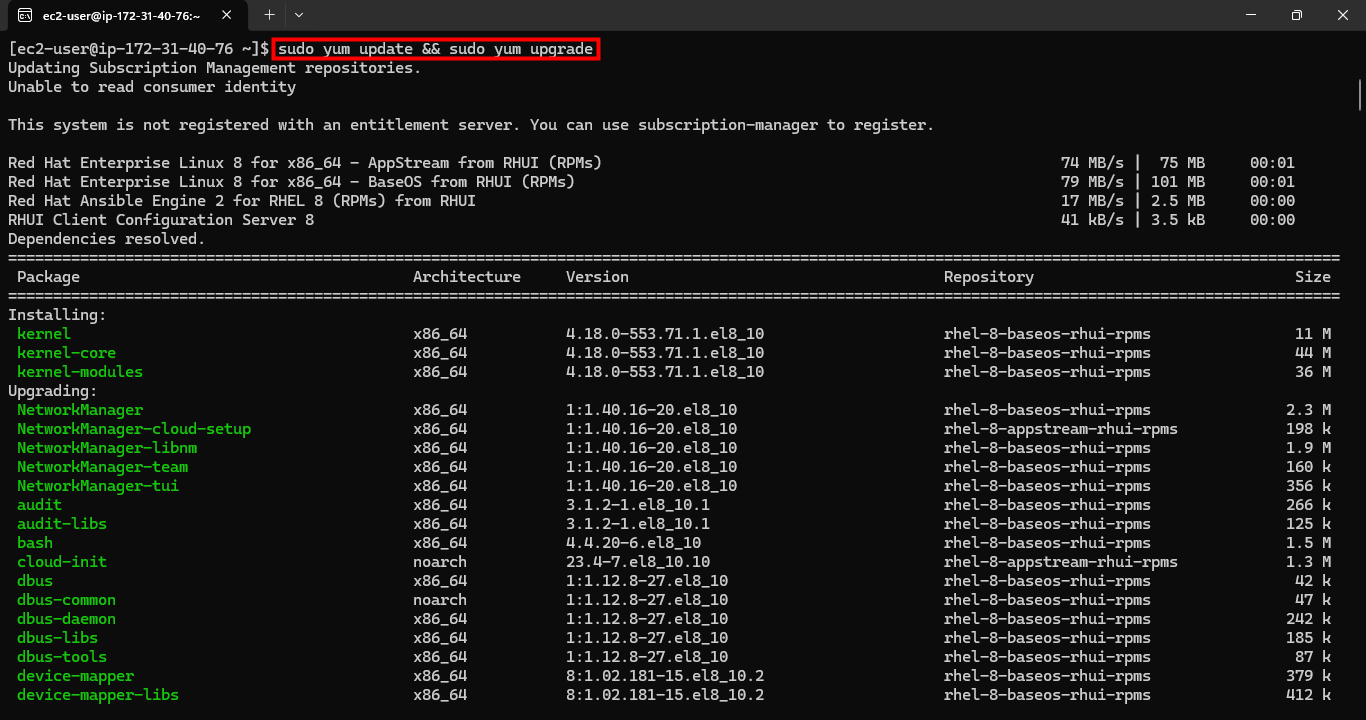 ec2-user@ip-172-31-40-76:~
[ec2-user@ip-172-31-40-76 ~]$ sudo yum update && sudo yum upgrade
Updating Subscription Management repositories.
Unable to read consumer identity
This system is not registered with an entitlement server. You can use subscription-manager to register.
Red Hat Enterprise Linux 8 for x86_64 - AppStream from RHUI (RPMs) 74 MB/s | 75 MB 00:01
Red Hat Enterprise Linux 8 for x86_64 - BaseOS from RHUI (RPMs) 79 MB/s | 101 MB 00:01
Red Hat Ansible Engine 2 for RHEL 8 (RPMs) from RHUI 17 MB/s | 2.5 MB 00:00
RHUI Client Configuration Server 8 41 kB/s | 3.5 kB 00:00
Dependencies resolved.
Package Architecture Version Repository Size
Installing:
kernel x86_64 4.18.0-553.71.1.el8_10 rhel-8-baseos-rhui-rpms 11 M
kernel-core x86_64 4.18.0-553.71.1.el8_10 rhel-8-baseos-rhui-rpms 44 M
kernel-modules x86_64 4.18.0-553.71.1.el8_10 rhel-8-baseos-rhui-rpms 36 M
Upgrading:
NetworkManager x86_64 1:1.40.16-20.el8_10 rhel-8-baseos-rhui-rpms 2.3 M
NetworkManager-cloud-setup x86_64 1:1.40.16-20.el8_10 rhel-8-appstream-rhui-rpms 198 k
NetworkManager-libnm x86_64 1:1.40.16-20.el8_10 rhel-8-baseos-rhui-rpms 1.9 M
NetworkManager-team x86_64 1:1.40.16-20.el8_10 rhel-8-baseos-rhui-rpms 160 k
NetworkManager-tui x86_64 1:1.40.16-20.el8_10 rhel-8-baseos-rhui-rpms 356 k
audit x86_64 3.1.2-1.el8_10.1 rhel-8-baseos-rhui-rpms 266 k
audit-libs x86_64 3.1.2-1.el8_10.1 rhel-8-baseos-rhui-rpms 125 k
bash x86_64 4.4.20-6.el8_10 rhel-8-baseos-rhui-rpms 1.5 M
cloud-init noarch 23.4-7.el8_10.10 rhel-8-appstream-rhui-rpms 1.3 M
dbus x86_64 1:1.12.8-27.el8_10 rhel-8-baseos-rhui-rpms 42 k
dbus-common noarch 1:1.12.8-27.el8_10 rhel-8-baseos-rhui-rpms 47 k
dbus-daemon x86_64 1:1.12.8-27.el8_10 rhel-8-baseos-rhui-rpms 242 k
dbus-libs x86_64 1:1.12.8-27.el8_10 rhel-8-baseos-rhui-rpms 185 k
dbus-tools x86_64 1:1.12.8-27.el8_10 rhel-8-baseos-rhui-rpms 87 k
device-mapper x86_64 8:1.02.181-15.el8_10.2 rhel-8-baseos-rhui-rpms 379 k
device-mapper-libs x86_64 8:1.02.181-15.el8_10.2 rhel-8-baseos-rhui-rpms 412 k